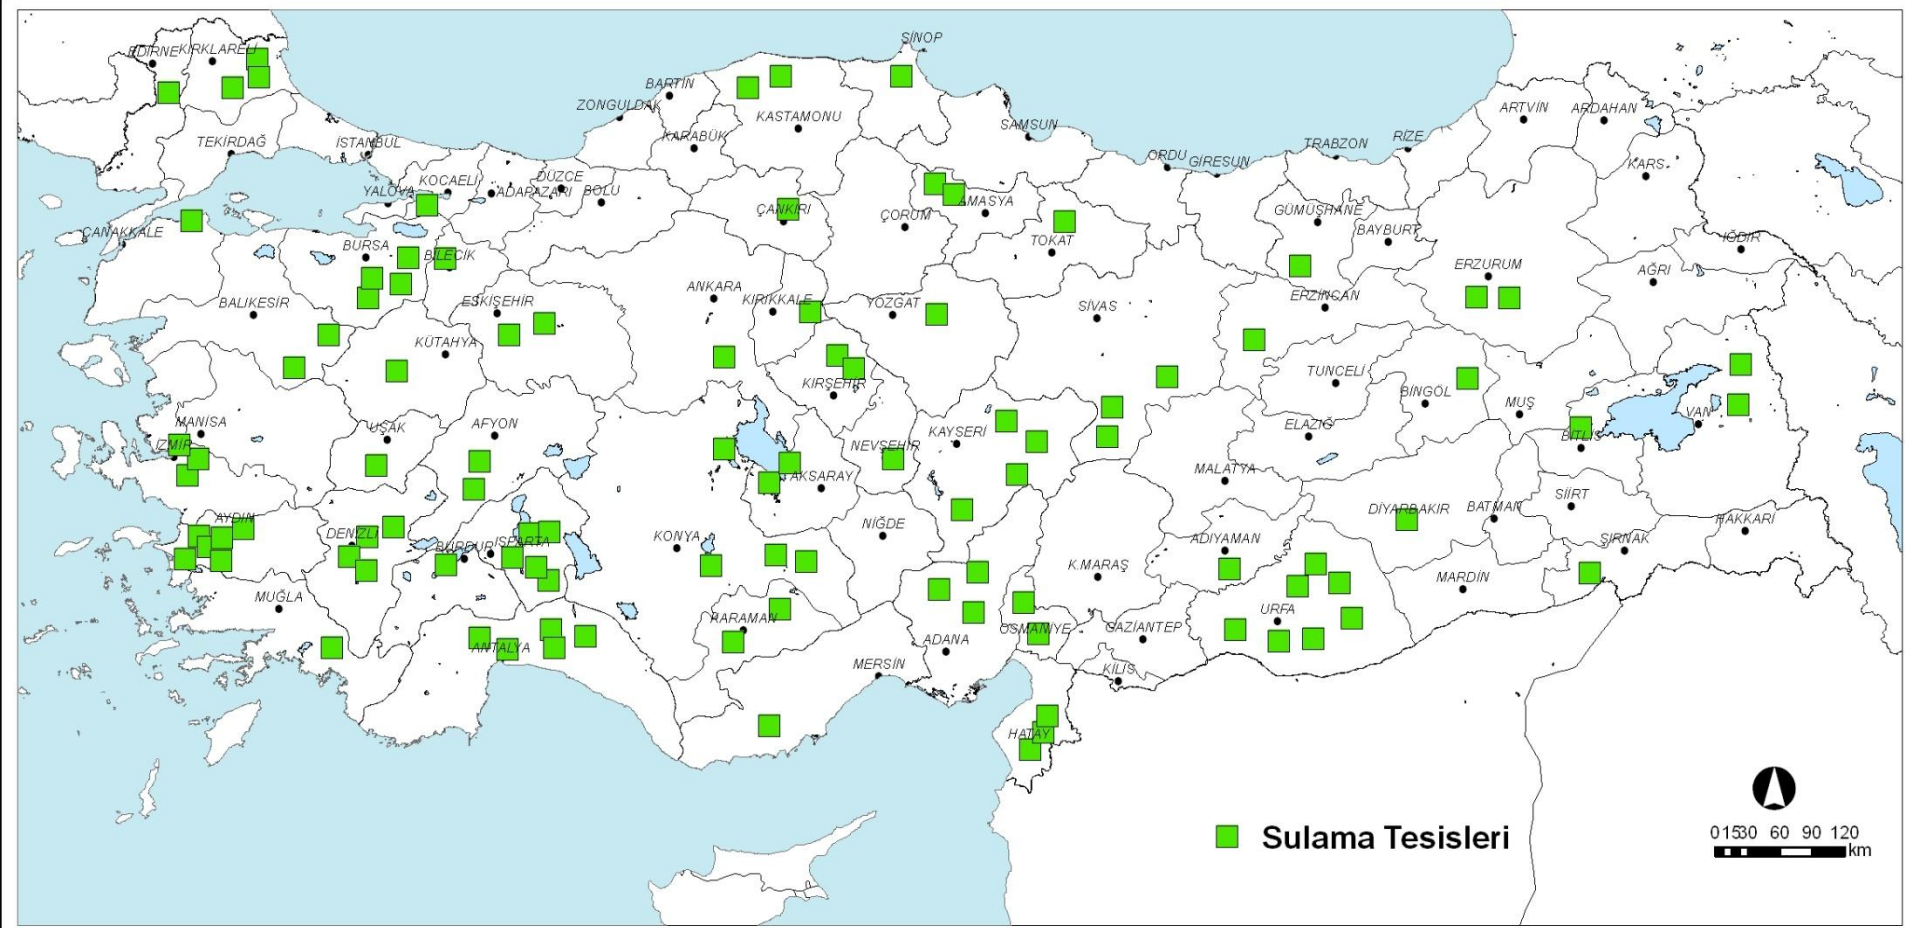 SİNOP
EDİRNE KIRKLARELİ
BARTIN
ZONGULDAK
KASTAMONU
ARTVİN
ARDAHAN
SAMSUN
KARABÜK
TEKİRDAĞ
İSTANBUL
TRABZON
RİZE
ORDU
GİRESUN
KARS
KOCAELİ
DÜZCE
YALOVA
ADAPAZARI
BOLU
ÇANKIRI
ÇORUM
AMASYA
GÜMÜŞHANE
BAYBURT
ÇANAKKALE
BURSA
BİLECİK
TOKAT
IĞDIR
ERZURUM
AĞRI
ANKARA
KIRIKKALE
YOZGAT
ERZİNCAN
BALIKESİR
ESKİŞEHİR
SİVAS
KÜTAHYA
KIRŞEHİR
TUNCELİ
BİNGÖL
MUŞ
VAN
MANİSA
UŞAK
AFYON
İZMİR
NEVŞEHİR
KAYSERİ
ELAZIĞ
BİTLİS
AKSARAY
MALATYA
SİİRT
AYDIN
DENİZLİ
BURDUR
ISPARTA
KONYA
NİĞDE
DİYARBAKIR
BATMAN
HAKKARİ
ADIYAMAN
ŞIRNAK
K.MARAŞ
MARDİN
MUĞLA
KARAMAN
URFA
ANTALYA
ADANA
OSMANİYE
GAZİANTEP
MERSİN
KİLİS
HATAY
Sulama Tesisleri
0 15 30 60 90 120
km